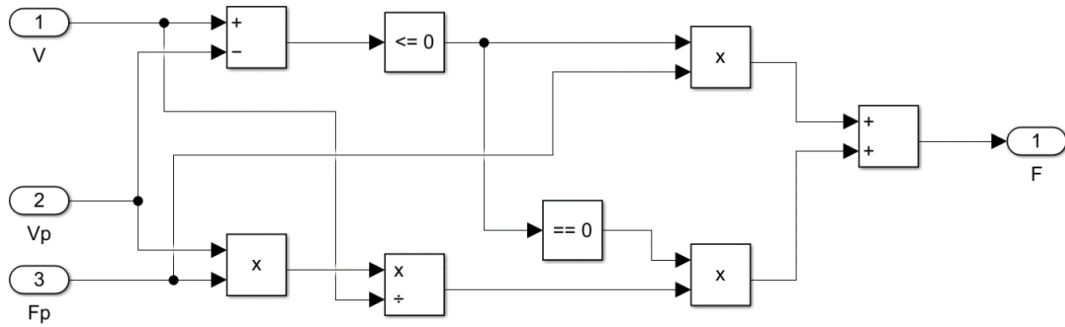 1
V
+
−
<= 0
x
+
+
1
F
2
Vp
== 0
x
x
÷
x
3
Fp